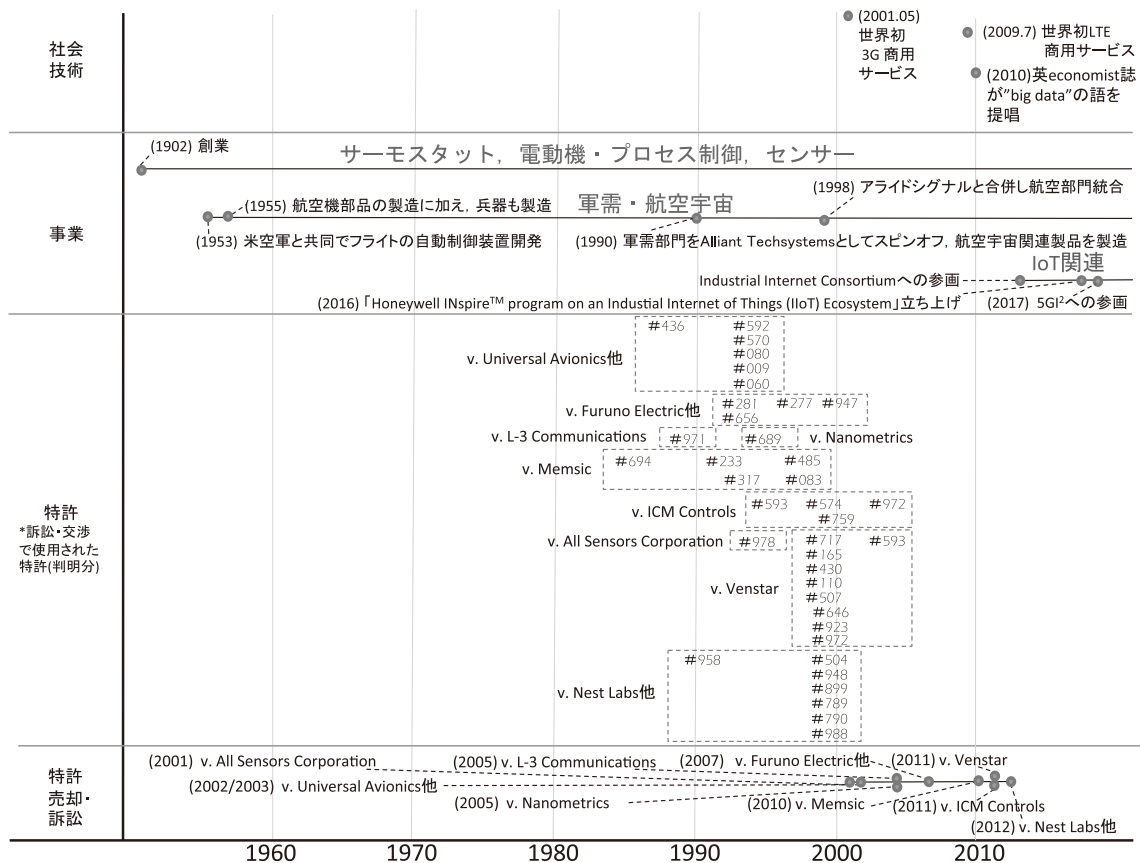 社会
技術
(2001.05)
世界初
3G 商用
サービス
(2009.7) 世界初LTE
商用サービス
(2010)英economist誌
が”big data”の語を
提唱
事業
(1902) 創業
サーモスタット，電動機・プロセス制御，センサー
(1998) アライドシグナルと合併し航空部門統合
(1955) 航空機部品の製造に加え，兵器も製造
軍需・航空宇宙
(1953) 米空軍と共同でフライトの自動制御装置開発
(1990) 軍需部門をAlliant Techsystemsとしてスピンオフ，航空宇宙関連製品を製造
IoT関連
Industrial Internet Consortiumへの参画
(2016)「Honeywell INspire™ program on an Industial Internet of Things (IIoT) Ecosystem」立ち上げ
(2017) 5GI²への参画
特許
*訴訟・交渉
で使用された
特許(判明分)
v. Universal Avionics他
#436 #592
#570
#080
#009
#060
v. Furuno Electric他
#281 #277 #947
#656
v. L-3 Communications
#971
#689
v. Nanometrics
v. Memsic
#694 #233 #485
#317 #083
v. ICM Controls
#593 #574 #972
#759
v. All Sensors Corporation
#978
v. Venstar
#717 #593
#165
#430
#110
#507
#646
#923
#972
v. Nest Labs他
#958 #504
#948
#899
#789
#790
#988
特許
売却・
訴訟
(2001) v. All Sensors Corporation
(2005) v. L-3 Communications
(2007) v. Furuno Electric他
(2011) v. Venstar
(2002/2003) v. Universal Avionics他
(2005) v. Nanometrics
(2010) v. Memsic
(2011) v. ICM Controls
(2012) v. Nest Labs他
1960 1970 1980 1990 2000 2010